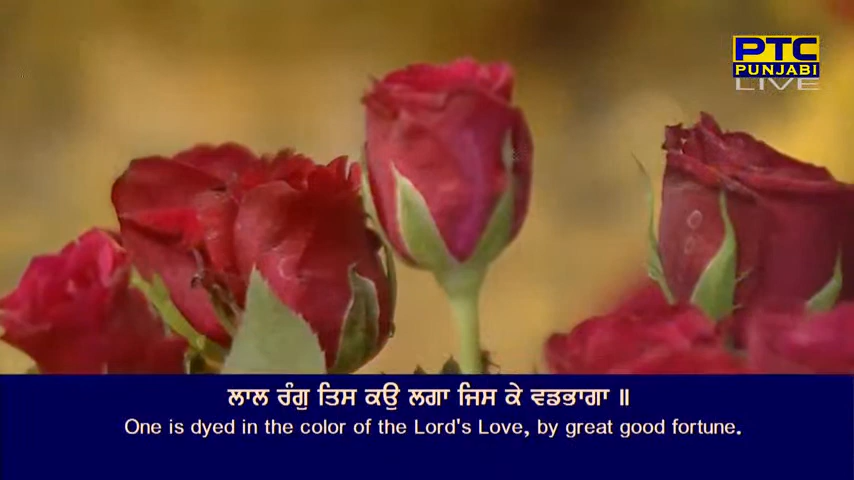 PTC
PUNJABI
LIVE
ਲਾਲ ਰੰਗੁ ਤਿਸ ਕਉ ਲਗਾ ਜਿਸ ਕੇ ਵਡਭਾਗਾ ॥
One is dyed in the color of the Lord's Love, by great good fortune.